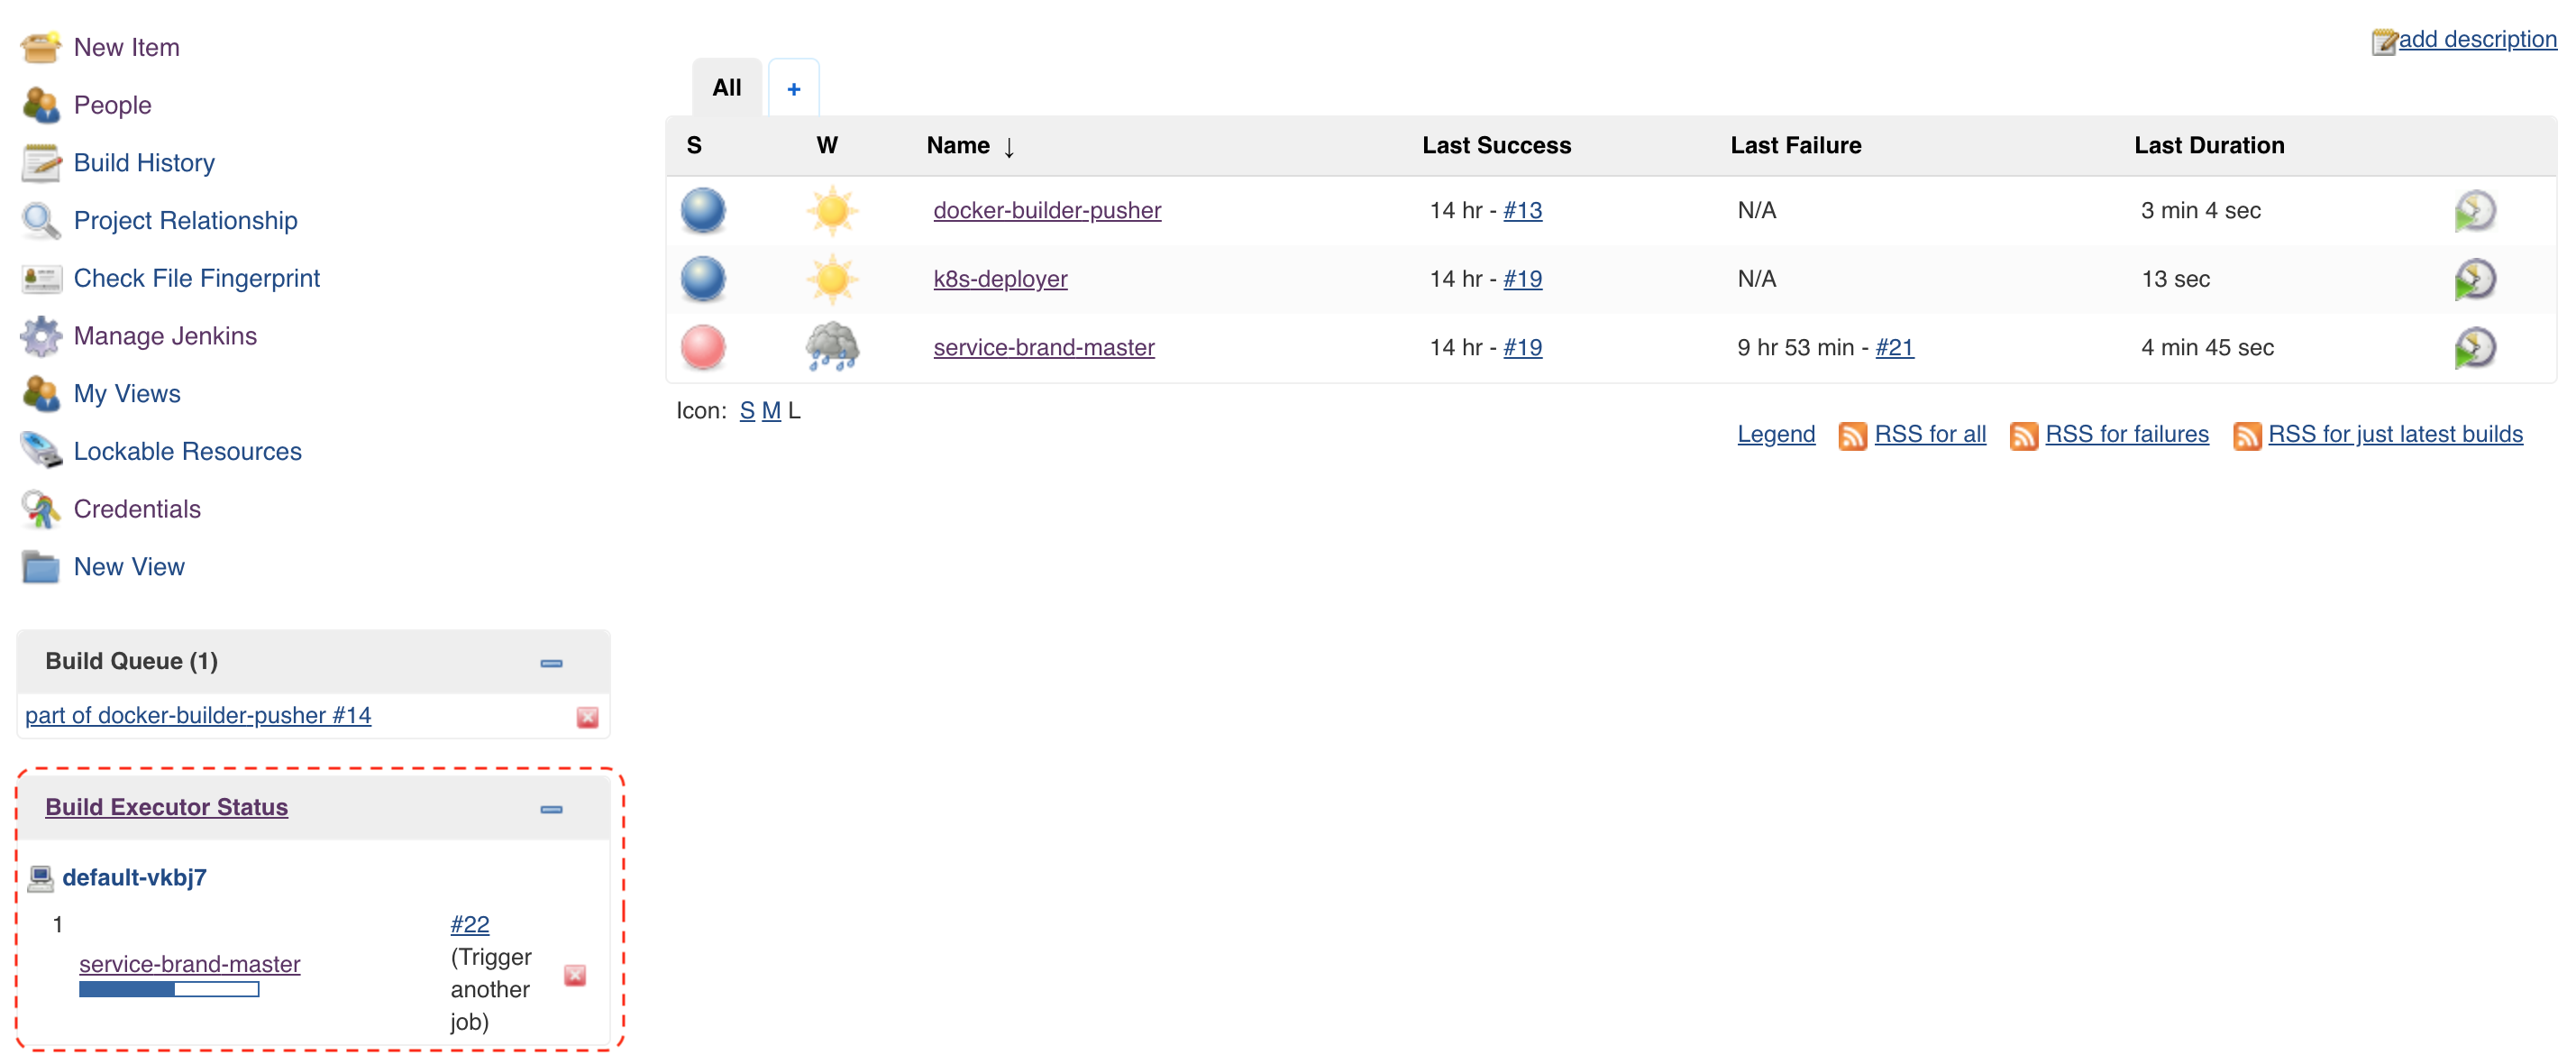 New Item
People
Build History
Project Relationship
Check File Fingerprint
Manage Jenkins
My Views
Lockable Resources
Credentials
New View
Build Queue (1)
part of docker-builder-pusher #14
Build Executor Status
default-vkbj7
1
service-brand-master
#22
(Trigger
another
job)
add description
All +
S W Name ↓ Last Success Last Failure Last Duration
docker-builder-pusher 14 hr - #13 N/A 3 min 4 sec
k8s-deployer 14 hr - #19 N/A 13 sec
service-brand-master 14 hr - #19 9 hr 53 min - #21 4 min 45 sec
Icon: S M L
Legend RSS for all RSS for failures RSS for just latest builds